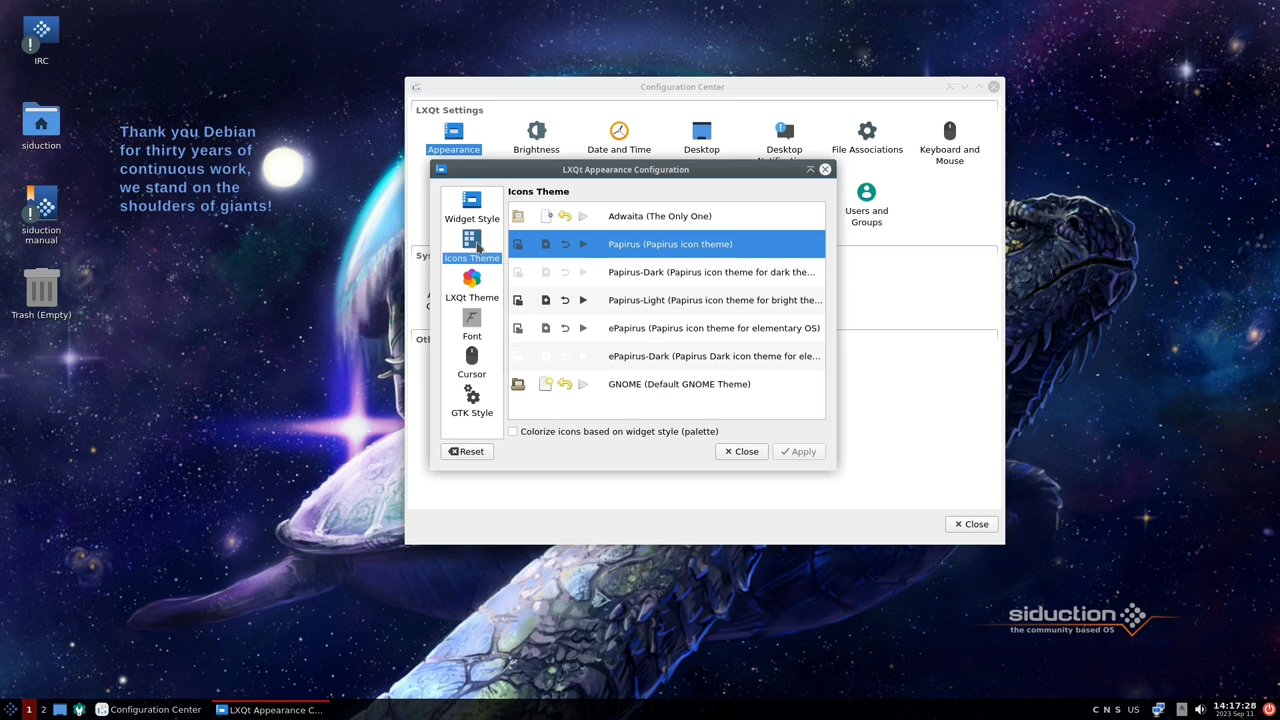 IRC
siduction
siduction
manual
Trash (Empty)
Thank you Debian
for thirty years of
continuous work,
we stand on the
shoulders of giants!
Configuration Center
LXQt Settings
Appearance
Brightness
Date and Time
Desktop
Desktop
File Associations
Keyboard and
Mouse
Users and
Groups
LXQt Appearance Configuration
Widget Style
Icons Theme
LXQt Theme
Font
Cursor
GTK Style
Icons Theme
Adwaita (The Only One)
Papirus (Papirus icon theme)
Papirus-Dark (Papirus icon theme for dark the...
Papirus-Light (Papirus icon theme for bright the...
ePapirus (Papirus icon theme for elementary OS)
ePapirus-Dark (Papirus Dark icon theme for ele...
GNOME (Default GNOME Theme)
Colorize icons based on widget style (palette)
Reset
Close
Apply
Close
siduction
the community based OS
1
2
Configuration Center
LXQt Appearance C...
C N S US
14:17:28
2023 Sep 11